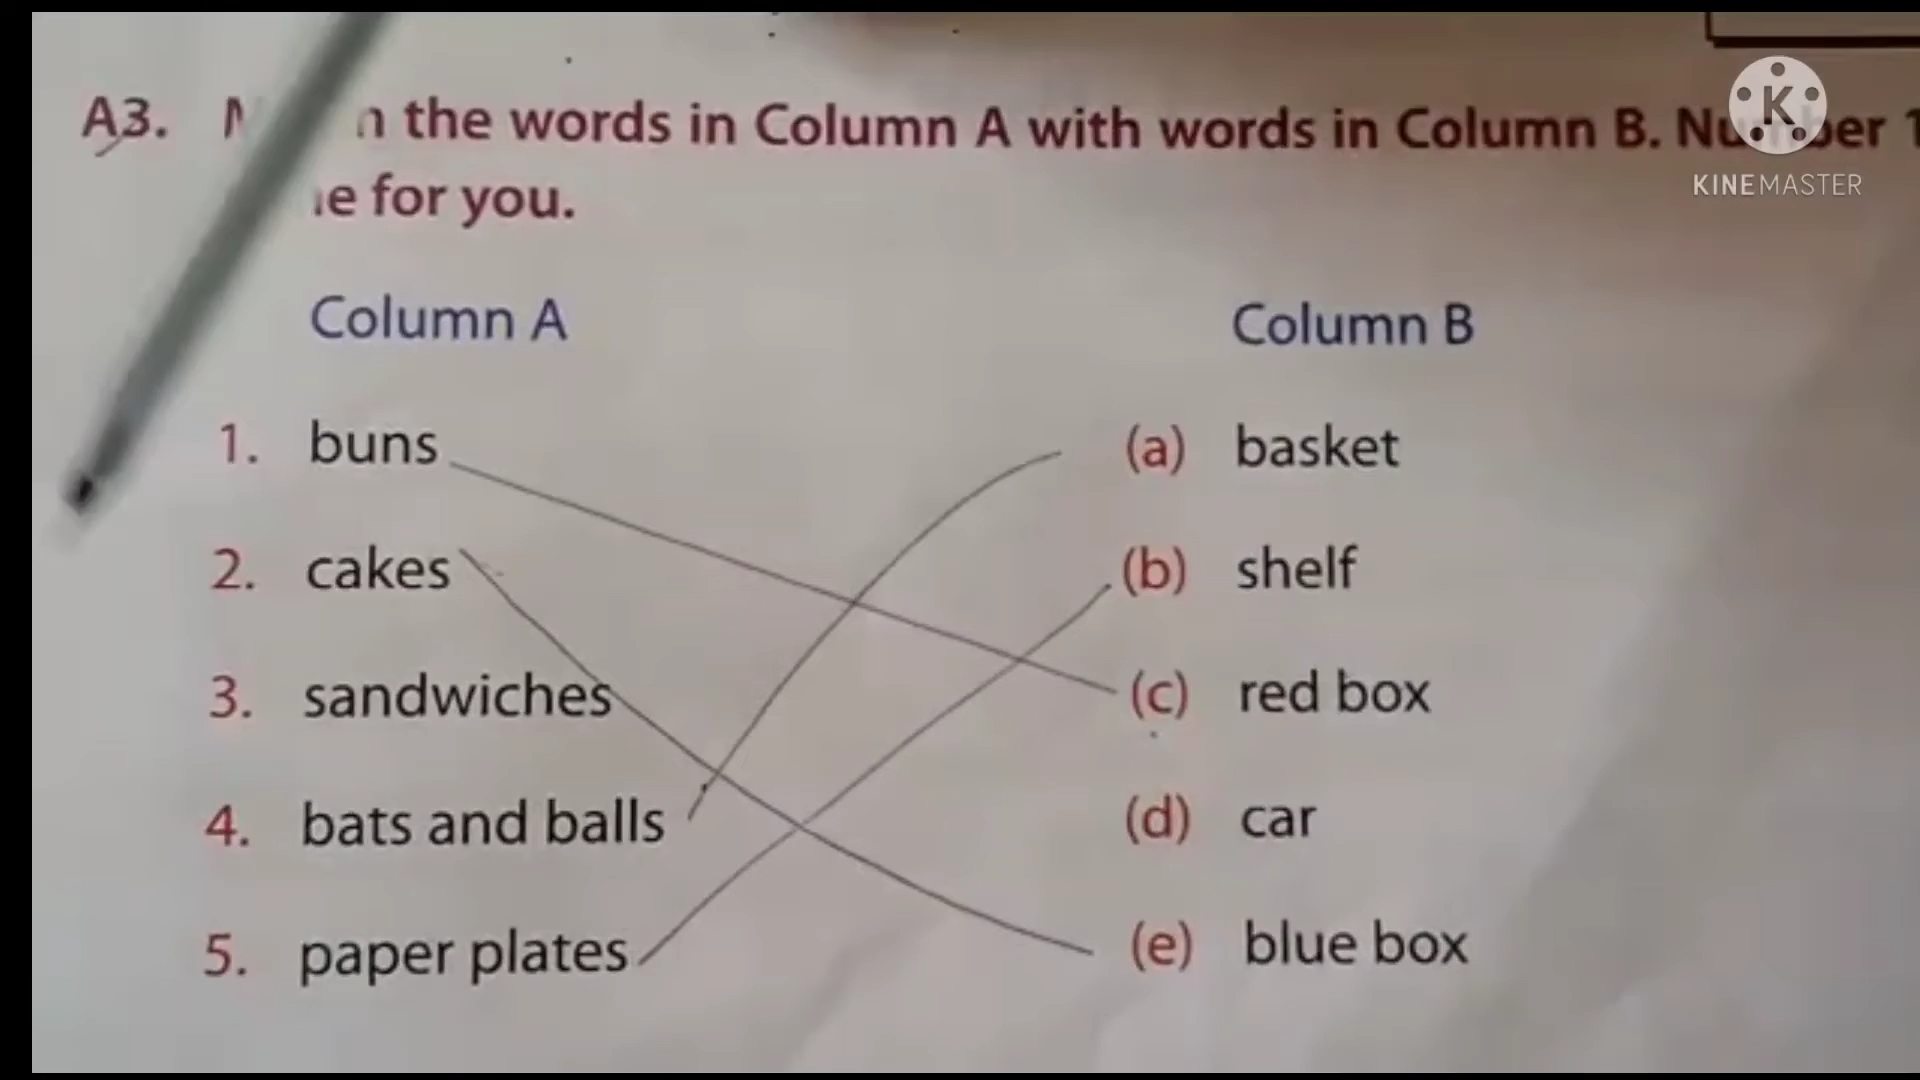 A3. the words in Column A with words in Column B. 1
for you.
Column A Column B
1. buns (a) basket
2. cakes (b) shelf
3. sandwiches (c) red box
4. bats and balls (d) car
5. paper plates (e) blue box
K
KINEMASTER